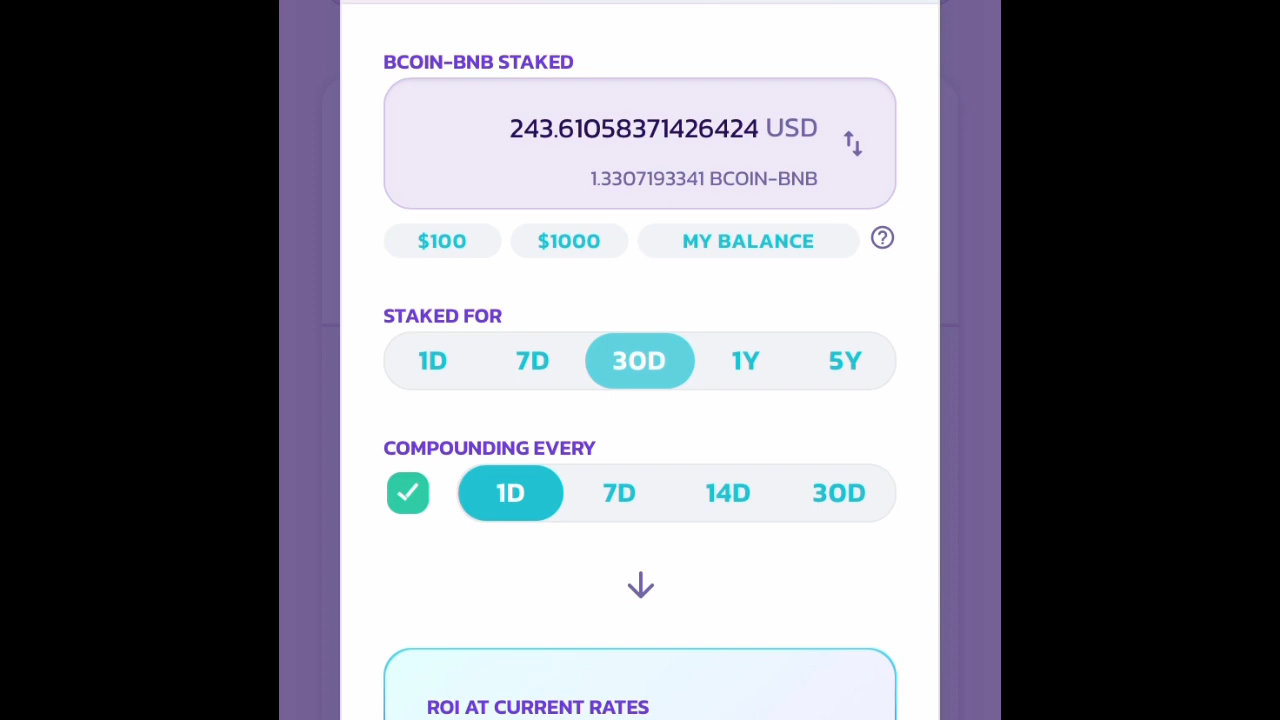 BCOIN-BNB STAKED
243.61058371426424 USD
1.3307193341 BCOIN-BNB
$100 $1000 MY BALANCE
STAKED FOR
1D 7D 30D 1Y 5Y
COMPOUNDING EVERY
1D 7D 14D 30D
ROI AT CURRENT RATES